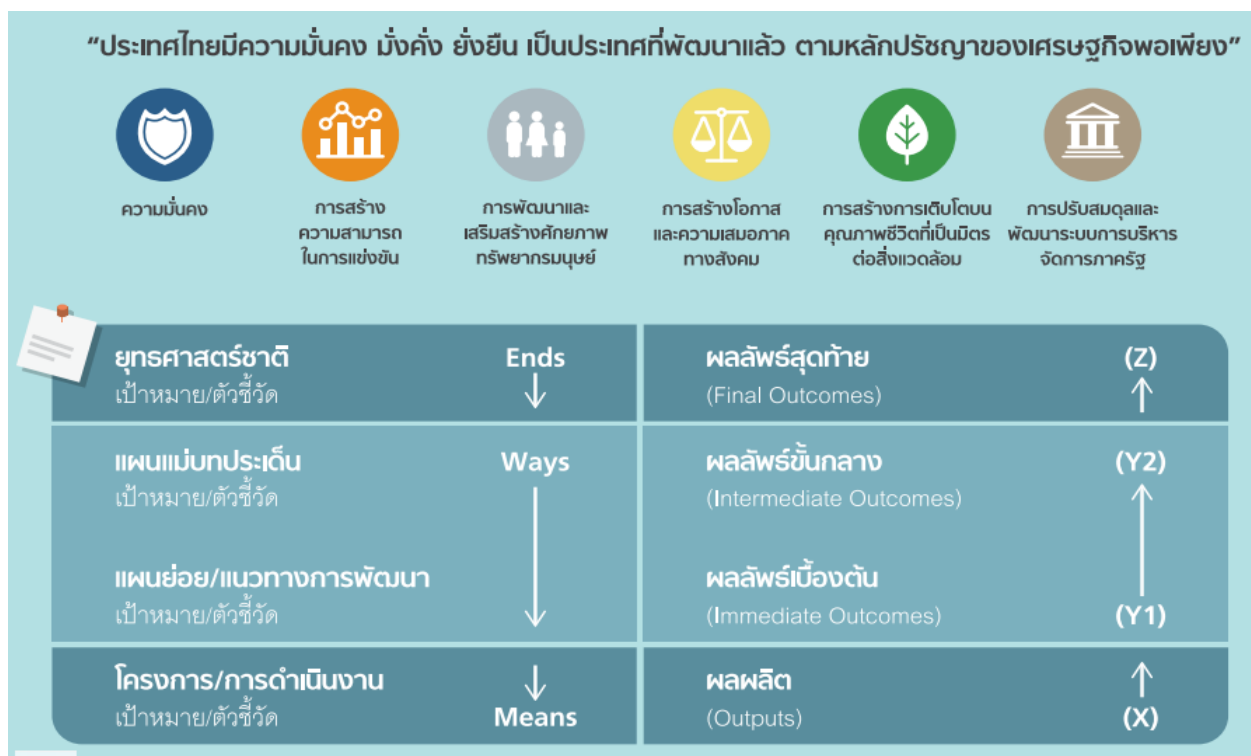 “ประเทศไทยมีความมั่นคง มั่งคั่ง ยั่งยืน เป็นประเทศที่พัฒนาแล้ว ตามหลักปรัชญาของเศรษฐกิจพอเพียง”
ความมั่นคง
การสร้าง
ความสามารถ
ในการแข่งขัน
การพัฒนาและ
เสริมสร้างศักยภาพ
ทรัพยากรมนุษย์
การสร้างโอกาส
และความเสมอภาค
ทางสังคม
การสร้างการเติบโตบน
คุณภาพชีวิตที่เป็นมิตร
ต่อสิ่งแวดล้อม
การปรับสมดุลและ
พัฒนาระบบการบริหาร
จัดการภาครัฐ
ยุทธศาสตร์ชาติ Ends
เป้าหมาย/ตัวชี้วัด
ผลลัพธ์สุดท้าย (Z)
(Final Outcomes)
แผนแม่บทประเด็น Ways
เป้าหมาย/ตัวชี้วัด
ผลลัพธ์ขั้นกลาง (Y2)
(Intermediate Outcomes)
แผนย่อย/แนวทางการพัฒนา
เป้าหมาย/ตัวชี้วัด
ผลลัพธ์เบื้องต้น
(Immediate Outcomes) (Y1)
โครงการ/การดำเนินงาน
เป้าหมาย/ตัวชี้วัด Means
ผลผลิต
(Outputs) (X)